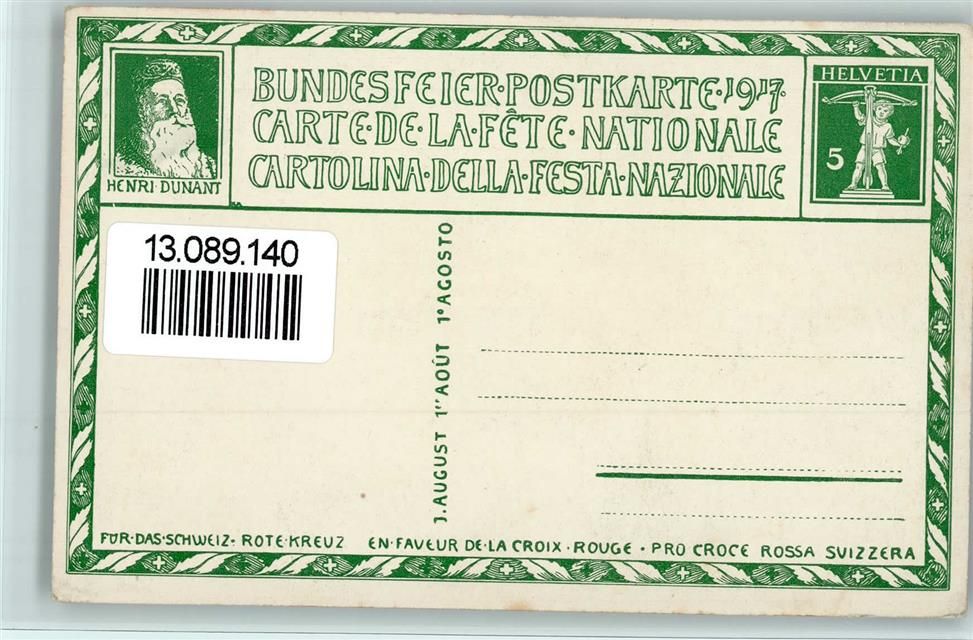 HENRI·DUNANT
BUNDESFEIER·POSTKARTE·1917·
CARTE·DE·LA·FÊTE·NATIONALE
CARTOLINA·DELLA·FESTA·NAZIONALE
HELVETIA
5
13.089.140
1. AUGUST 1ER AOÛT 1º AGOSTO
FÜR·DAS·SCHWEIZ· ROTE·KREUZ EN·FAVEUR DE·LA CROIX·ROUGE · PRO CROCE ROSSA SVIZZERA